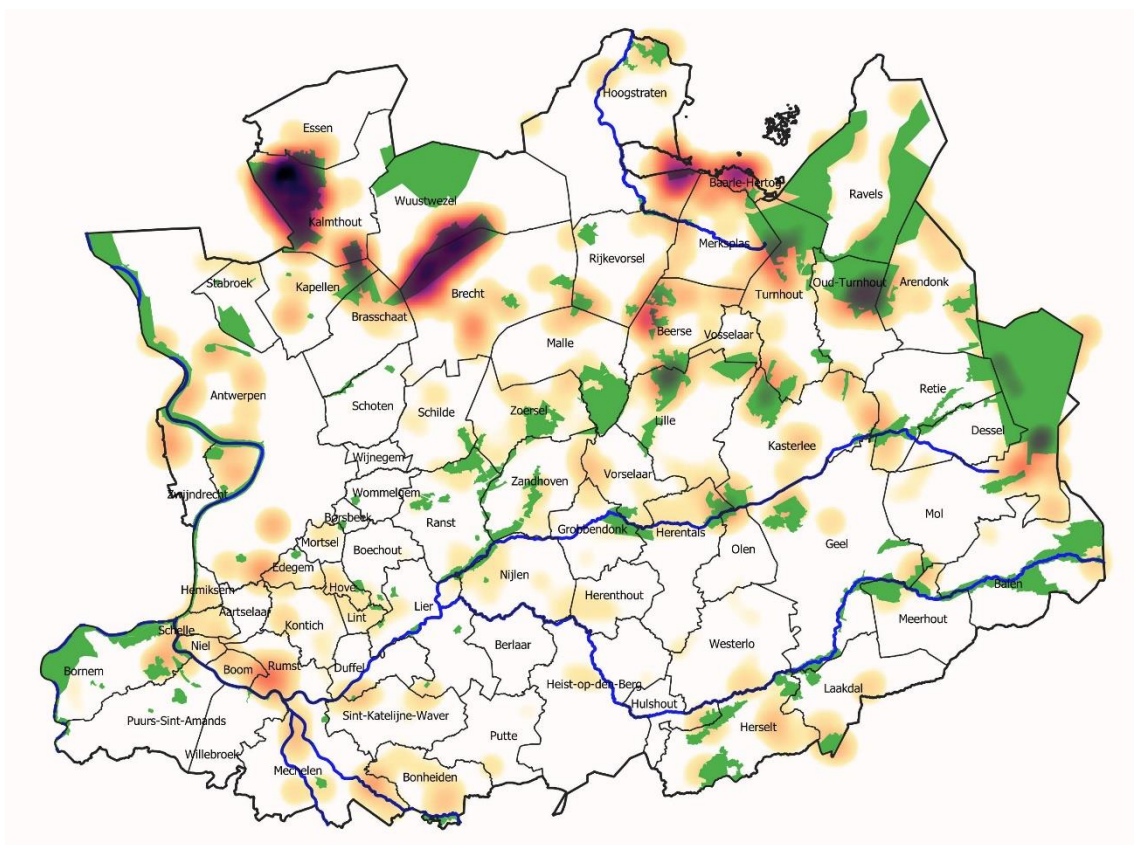 Hoogstraten
Essen
Baarle-Hertog
Ravels
Wuustwezel
Kalmthout
Merksplas
Rijkevorsel
Stabroek
Kapellen
Brecht
Turnhout
Oud-Turnhout
Arendonk
Brasschaat
Beerse
Vosselaar
Malle
Retie
Antwerpen
Schoten
Schilde
Zoersel
Lille
Dessel
Kasterlee
Wijnegem
Vorselaar
Zandhoven
Zwijndrecht
Wommelgem
Mol
Borsbeek
Ranst
Grobbendonk
Herentals
Mortsel
Boechout
Olen
Geel
Edegem
Nijlen
Hemiksem
Hove
Balen
Aartselaar
Lint
Lier
Herenthout
Kontich
Meerhout
Schelle
Niel
Berlaar
Westerlo
Bornem
Boom
Rumst
Duffel
Heist-op-den-Berg
Laakdal
Puurs-Sint-Amands
Sint-Katelijne-Waver
Hulshout
Herselt
Putte
Willebroek
Mechelen
Bonheiden